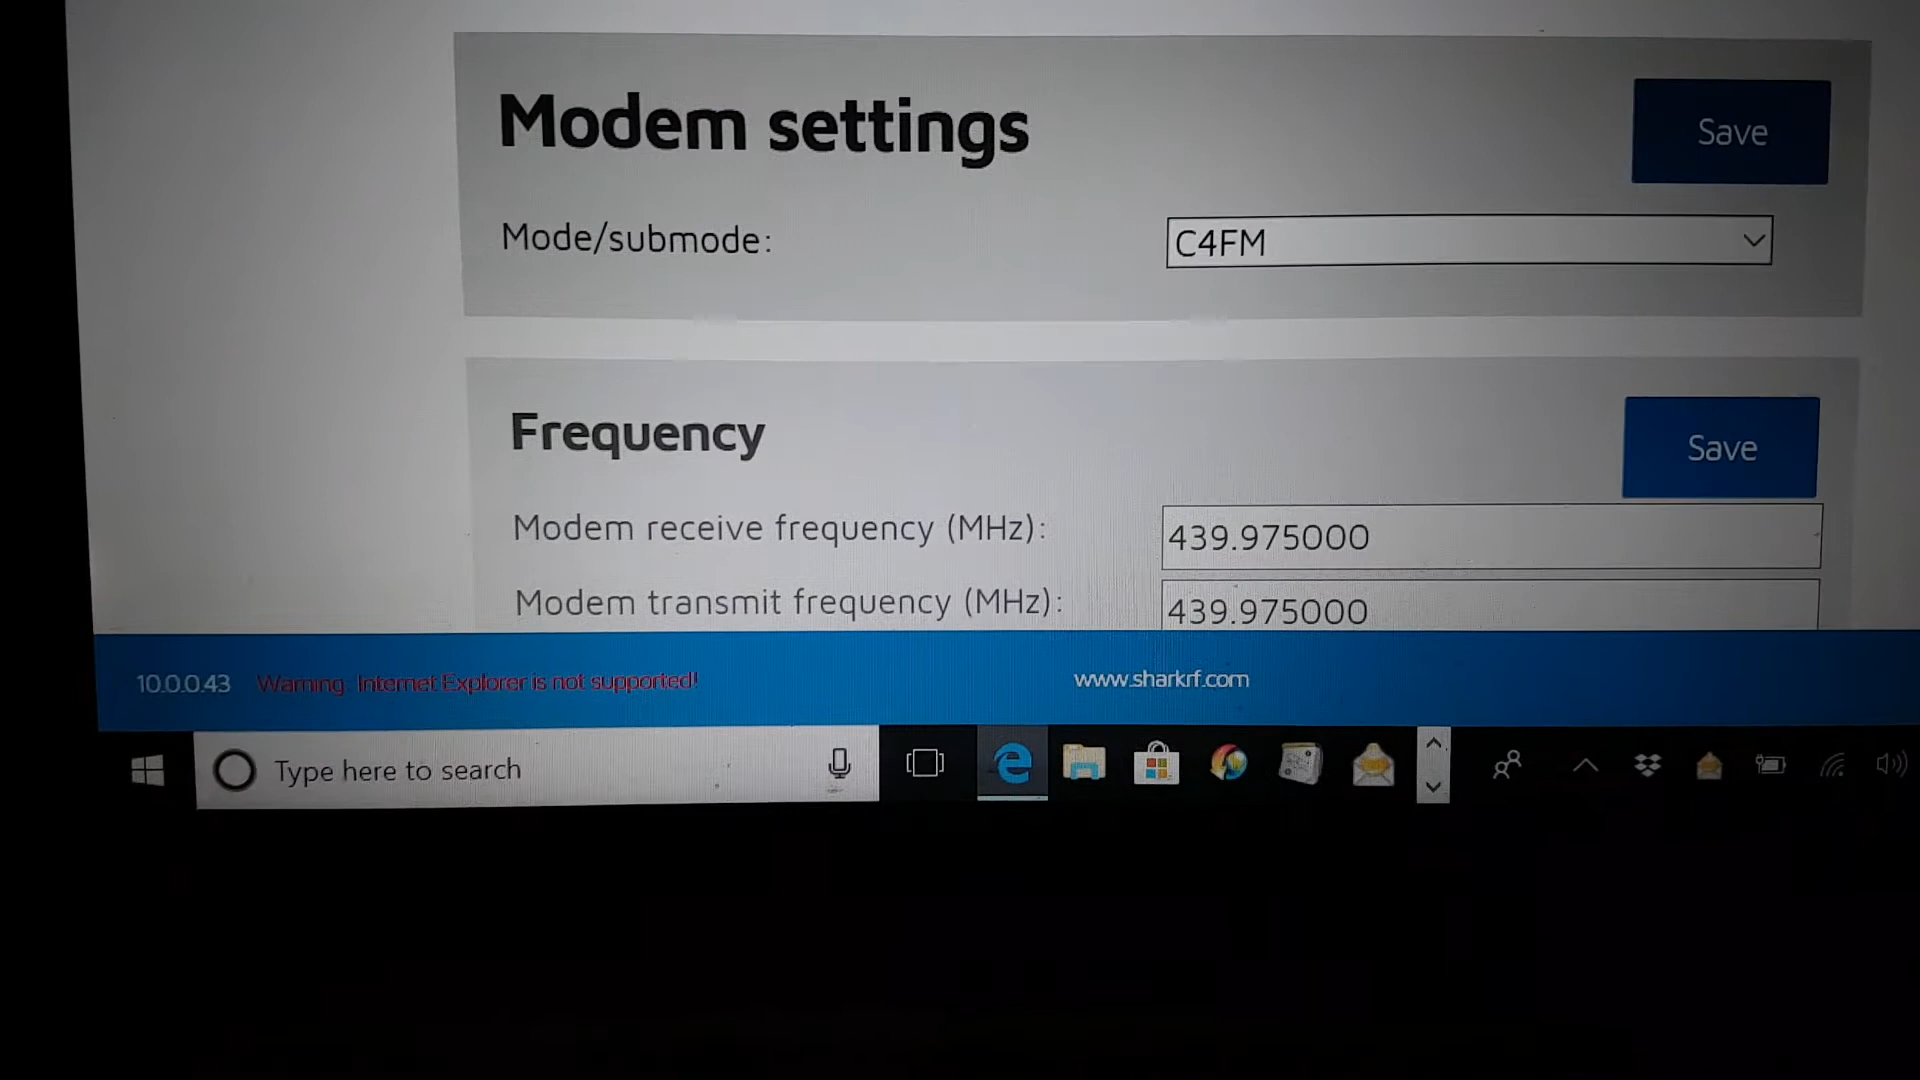 Modem settings
Save
Mode/submode:
C4FM
Frequency
Save
Modem receive frequency (MHz):
439.975000
Modem transmit frequency (MHz):
439.975000
10.0.0.43
Warning: Internet Explorer is not supported!
www.sharkrf.com
Type here to search